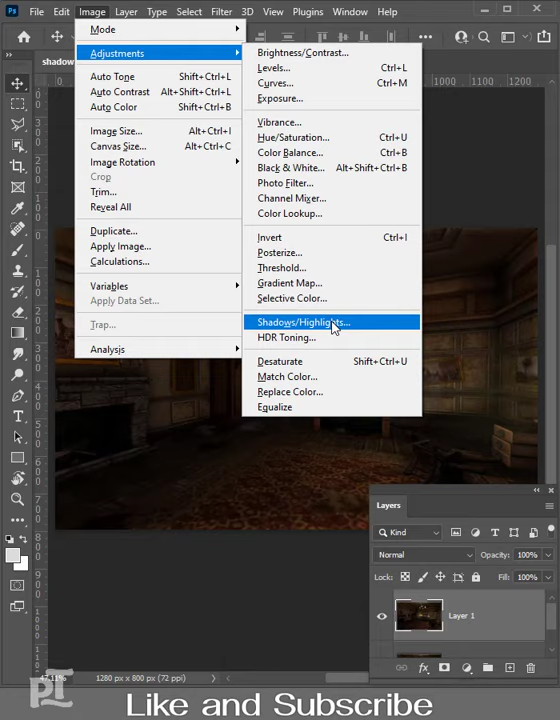 Ps File Edit Image Layer Type Select Filter 3D View Plugins Window Help
Mode
Adjustments
Auto Tone Shift+Ctrl+L
Auto Contrast Alt+Shift+Ctrl+L
Auto Color Shift+Ctrl+B
Image Size... Alt+Ctrl+I
Canvas Size... Alt+Ctrl+C
Image Rotation
Crop
Trim...
Reveal All
Duplicate...
Apply Image...
Calculations...
Variables
Apply Data Set...
Trap...
Analysis
Brightness/Contrast...
Levels... Ctrl+L
Curves... Ctrl+M
Exposure...
Vibrance...
Hue/Saturation... Ctrl+U
Color Balance... Ctrl+B
Black & White... Alt+Shift+Ctrl+B
Photo Filter...
Channel Mixer...
Color Lookup...
Invert Ctrl+I
Posterize...
Threshold...
Gradient Map...
Selective Color...
Shadows/Highlights...
HDR Toning...
Desaturate Shift+Ctrl+U
Match Color...
Replace Color...
Equalize
shadow
1000 1100 1200
Layers
Kind
Normal Opacity: 100%
Lock: Fill: 100%
Layer 1
47.11% 1280 px x 800 px (72 ppi)
Like and Subscribe